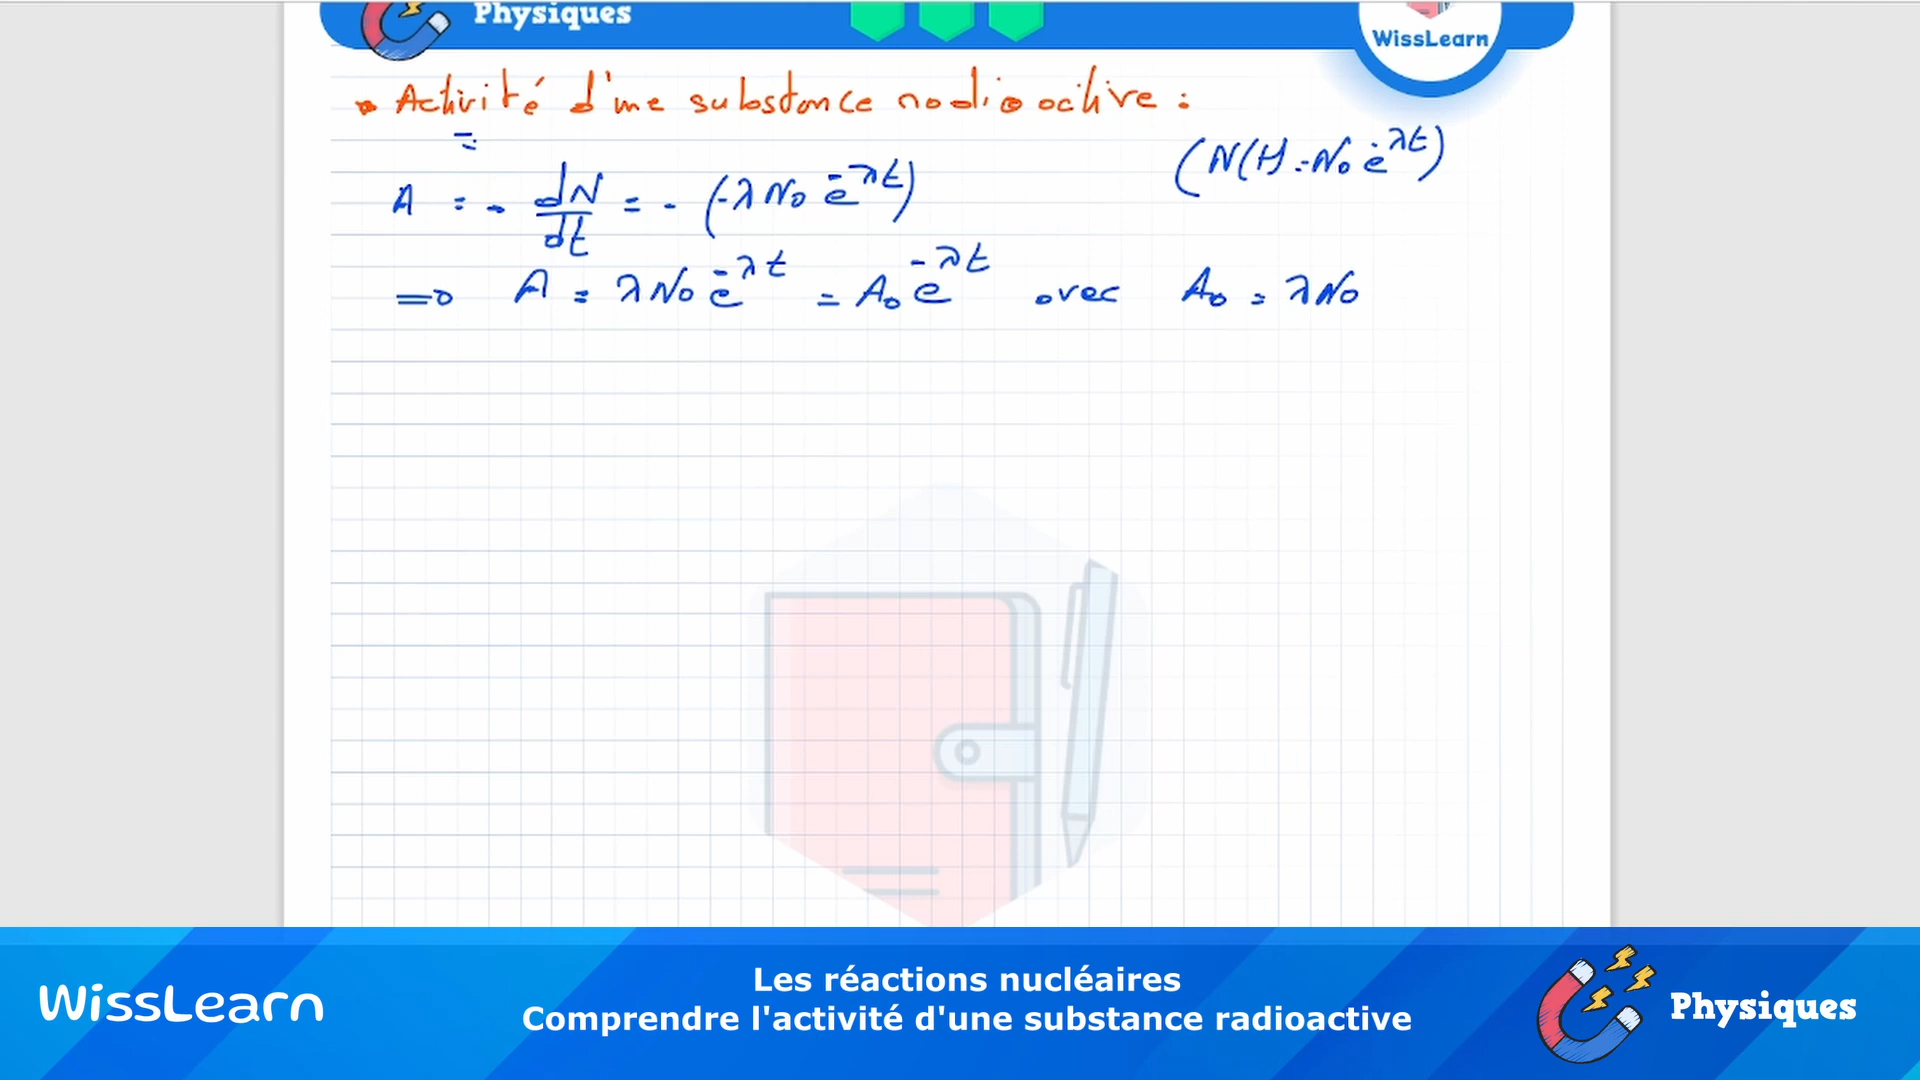 Physiques
WissLearn
Activité d'une substance radioactive :
(N(t) = N₀ e^-λt)
A = - dN/dt = - (-λ N₀ e^-λt)
=> A = λ N₀ e^-λt = A₀ e^-λt avec A₀ = λ N₀
WissLearn
Les réactions nucléaires
Comprendre l'activité d'une substance radioactive
Physiques